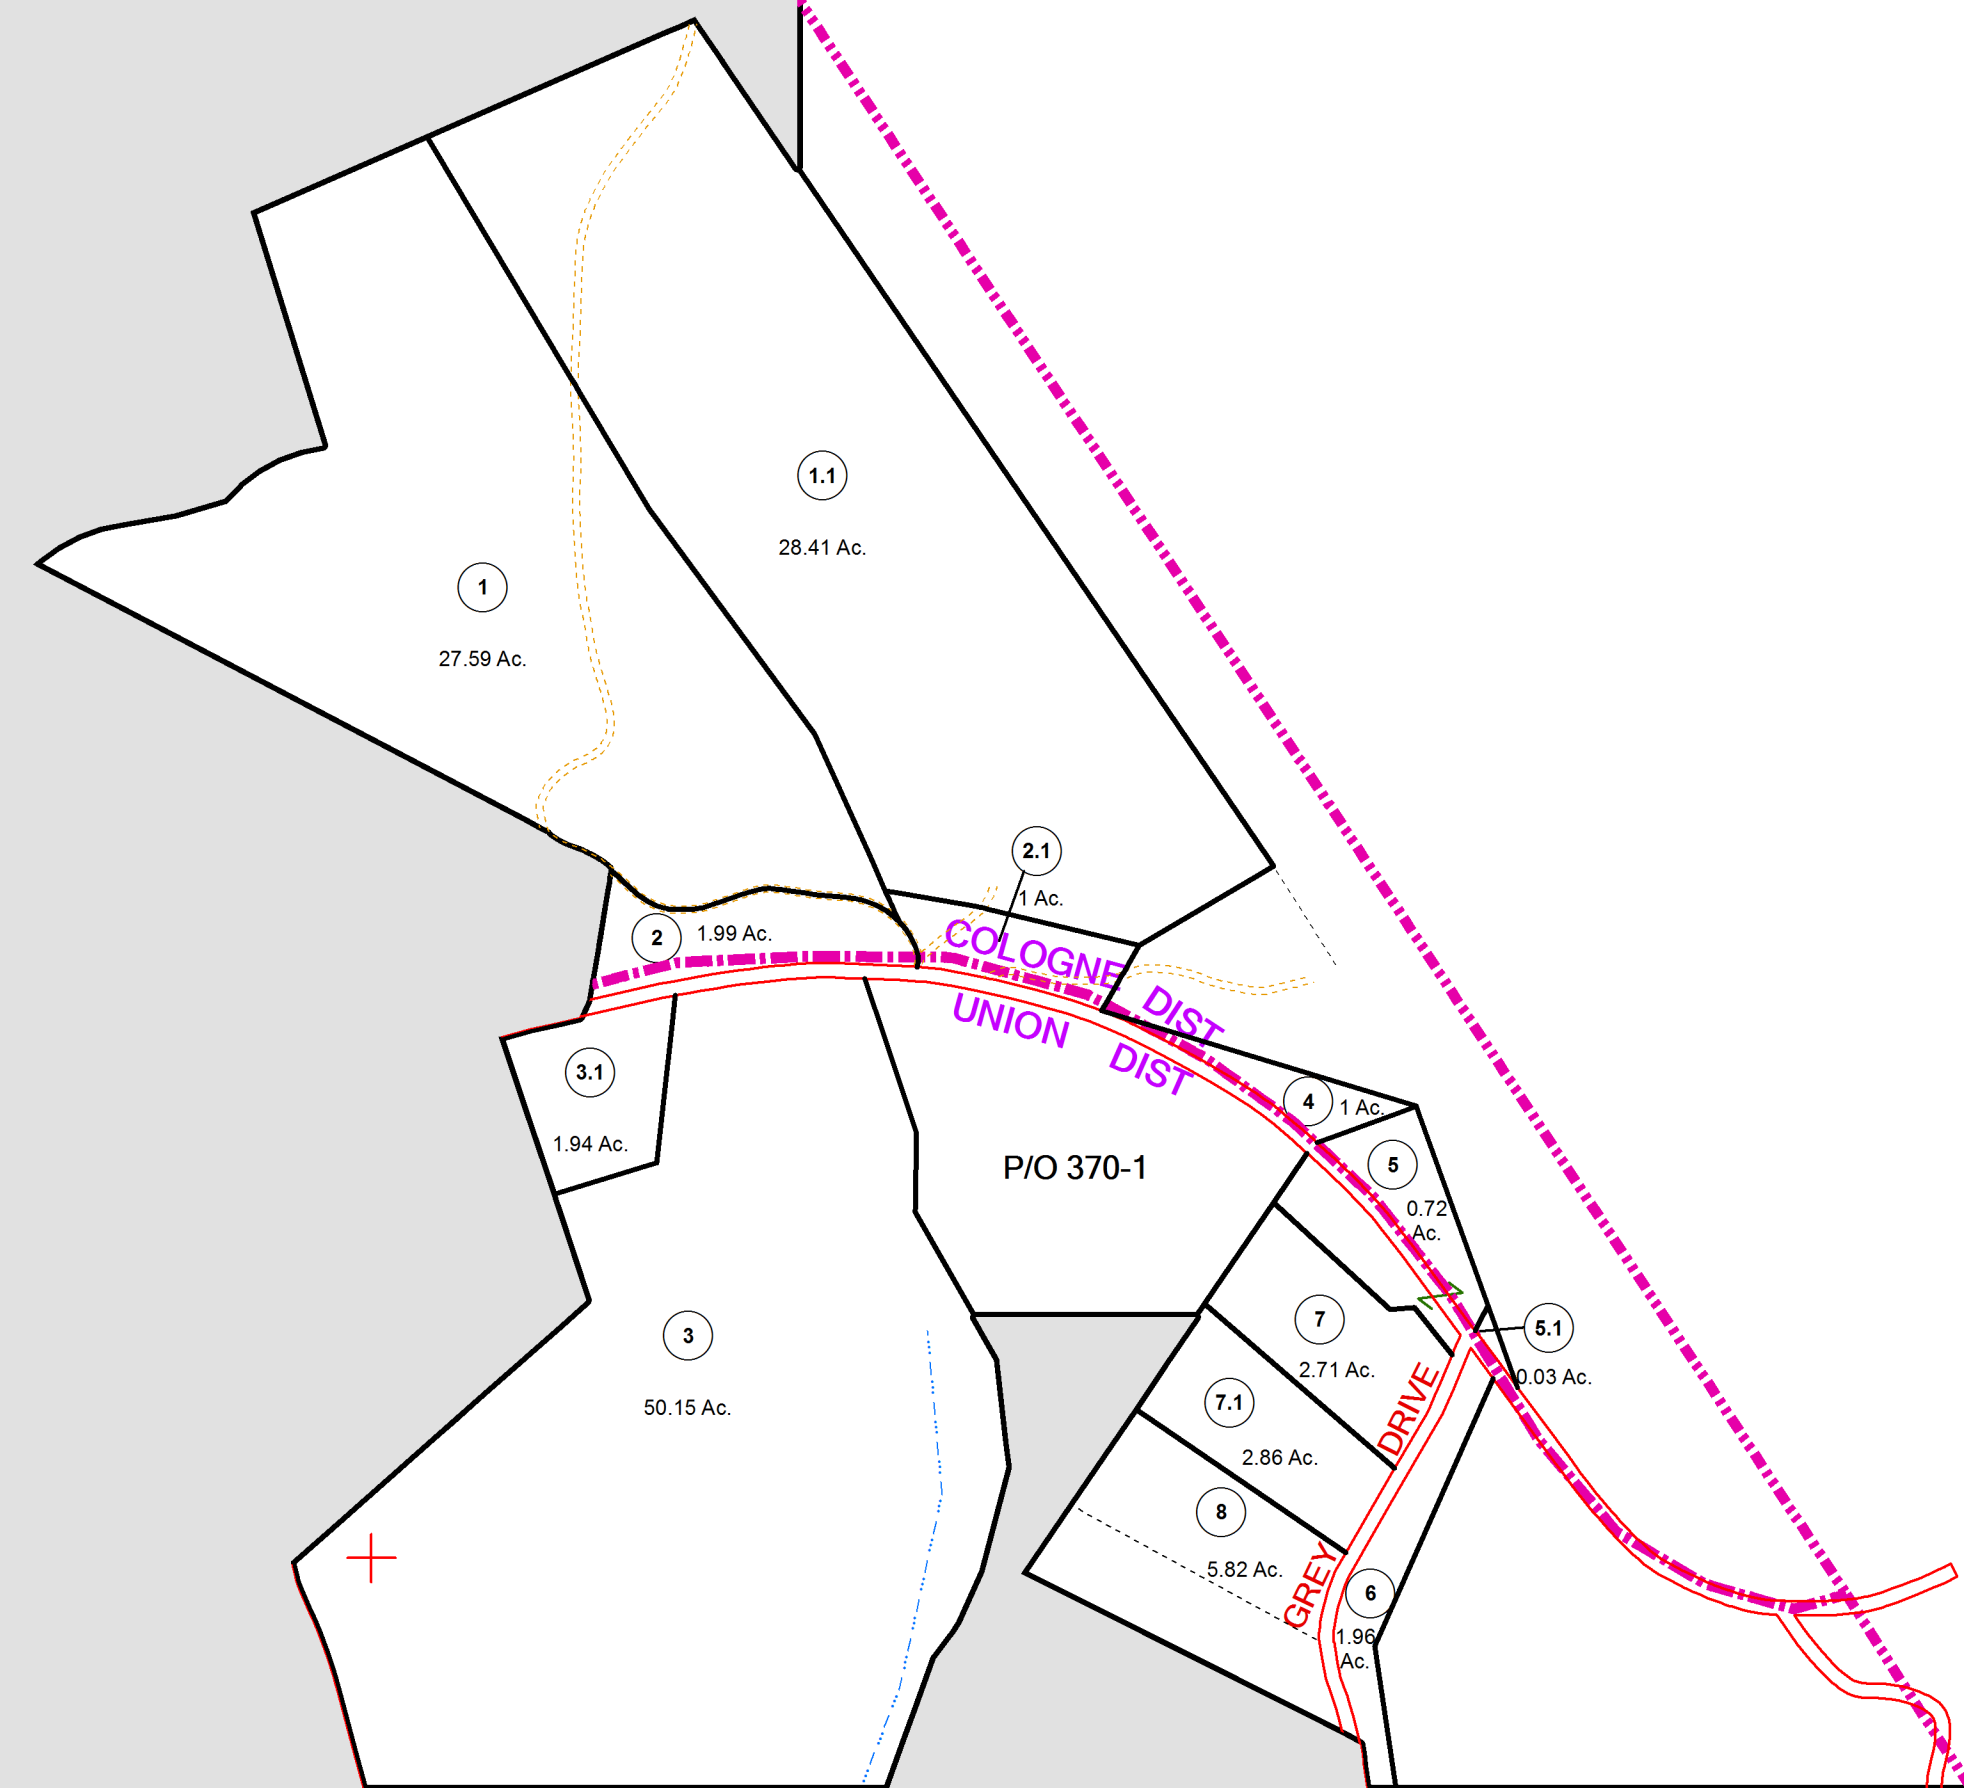 1.1
28.41 Ac.
1
27.59 Ac.
2.1
1 Ac.
2
1.99 Ac.
COLOGNE DIST
UNION DIST
3.1
1.94 Ac.
4
1 Ac.
P/O 370-1
5
0.72
Ac.
7
2.71 Ac.
5.1
0.03 Ac.
3
50.15 Ac.
7.1
2.86 Ac.
GREY DRIVE
8
5.82 Ac.
6
1.96
Ac.